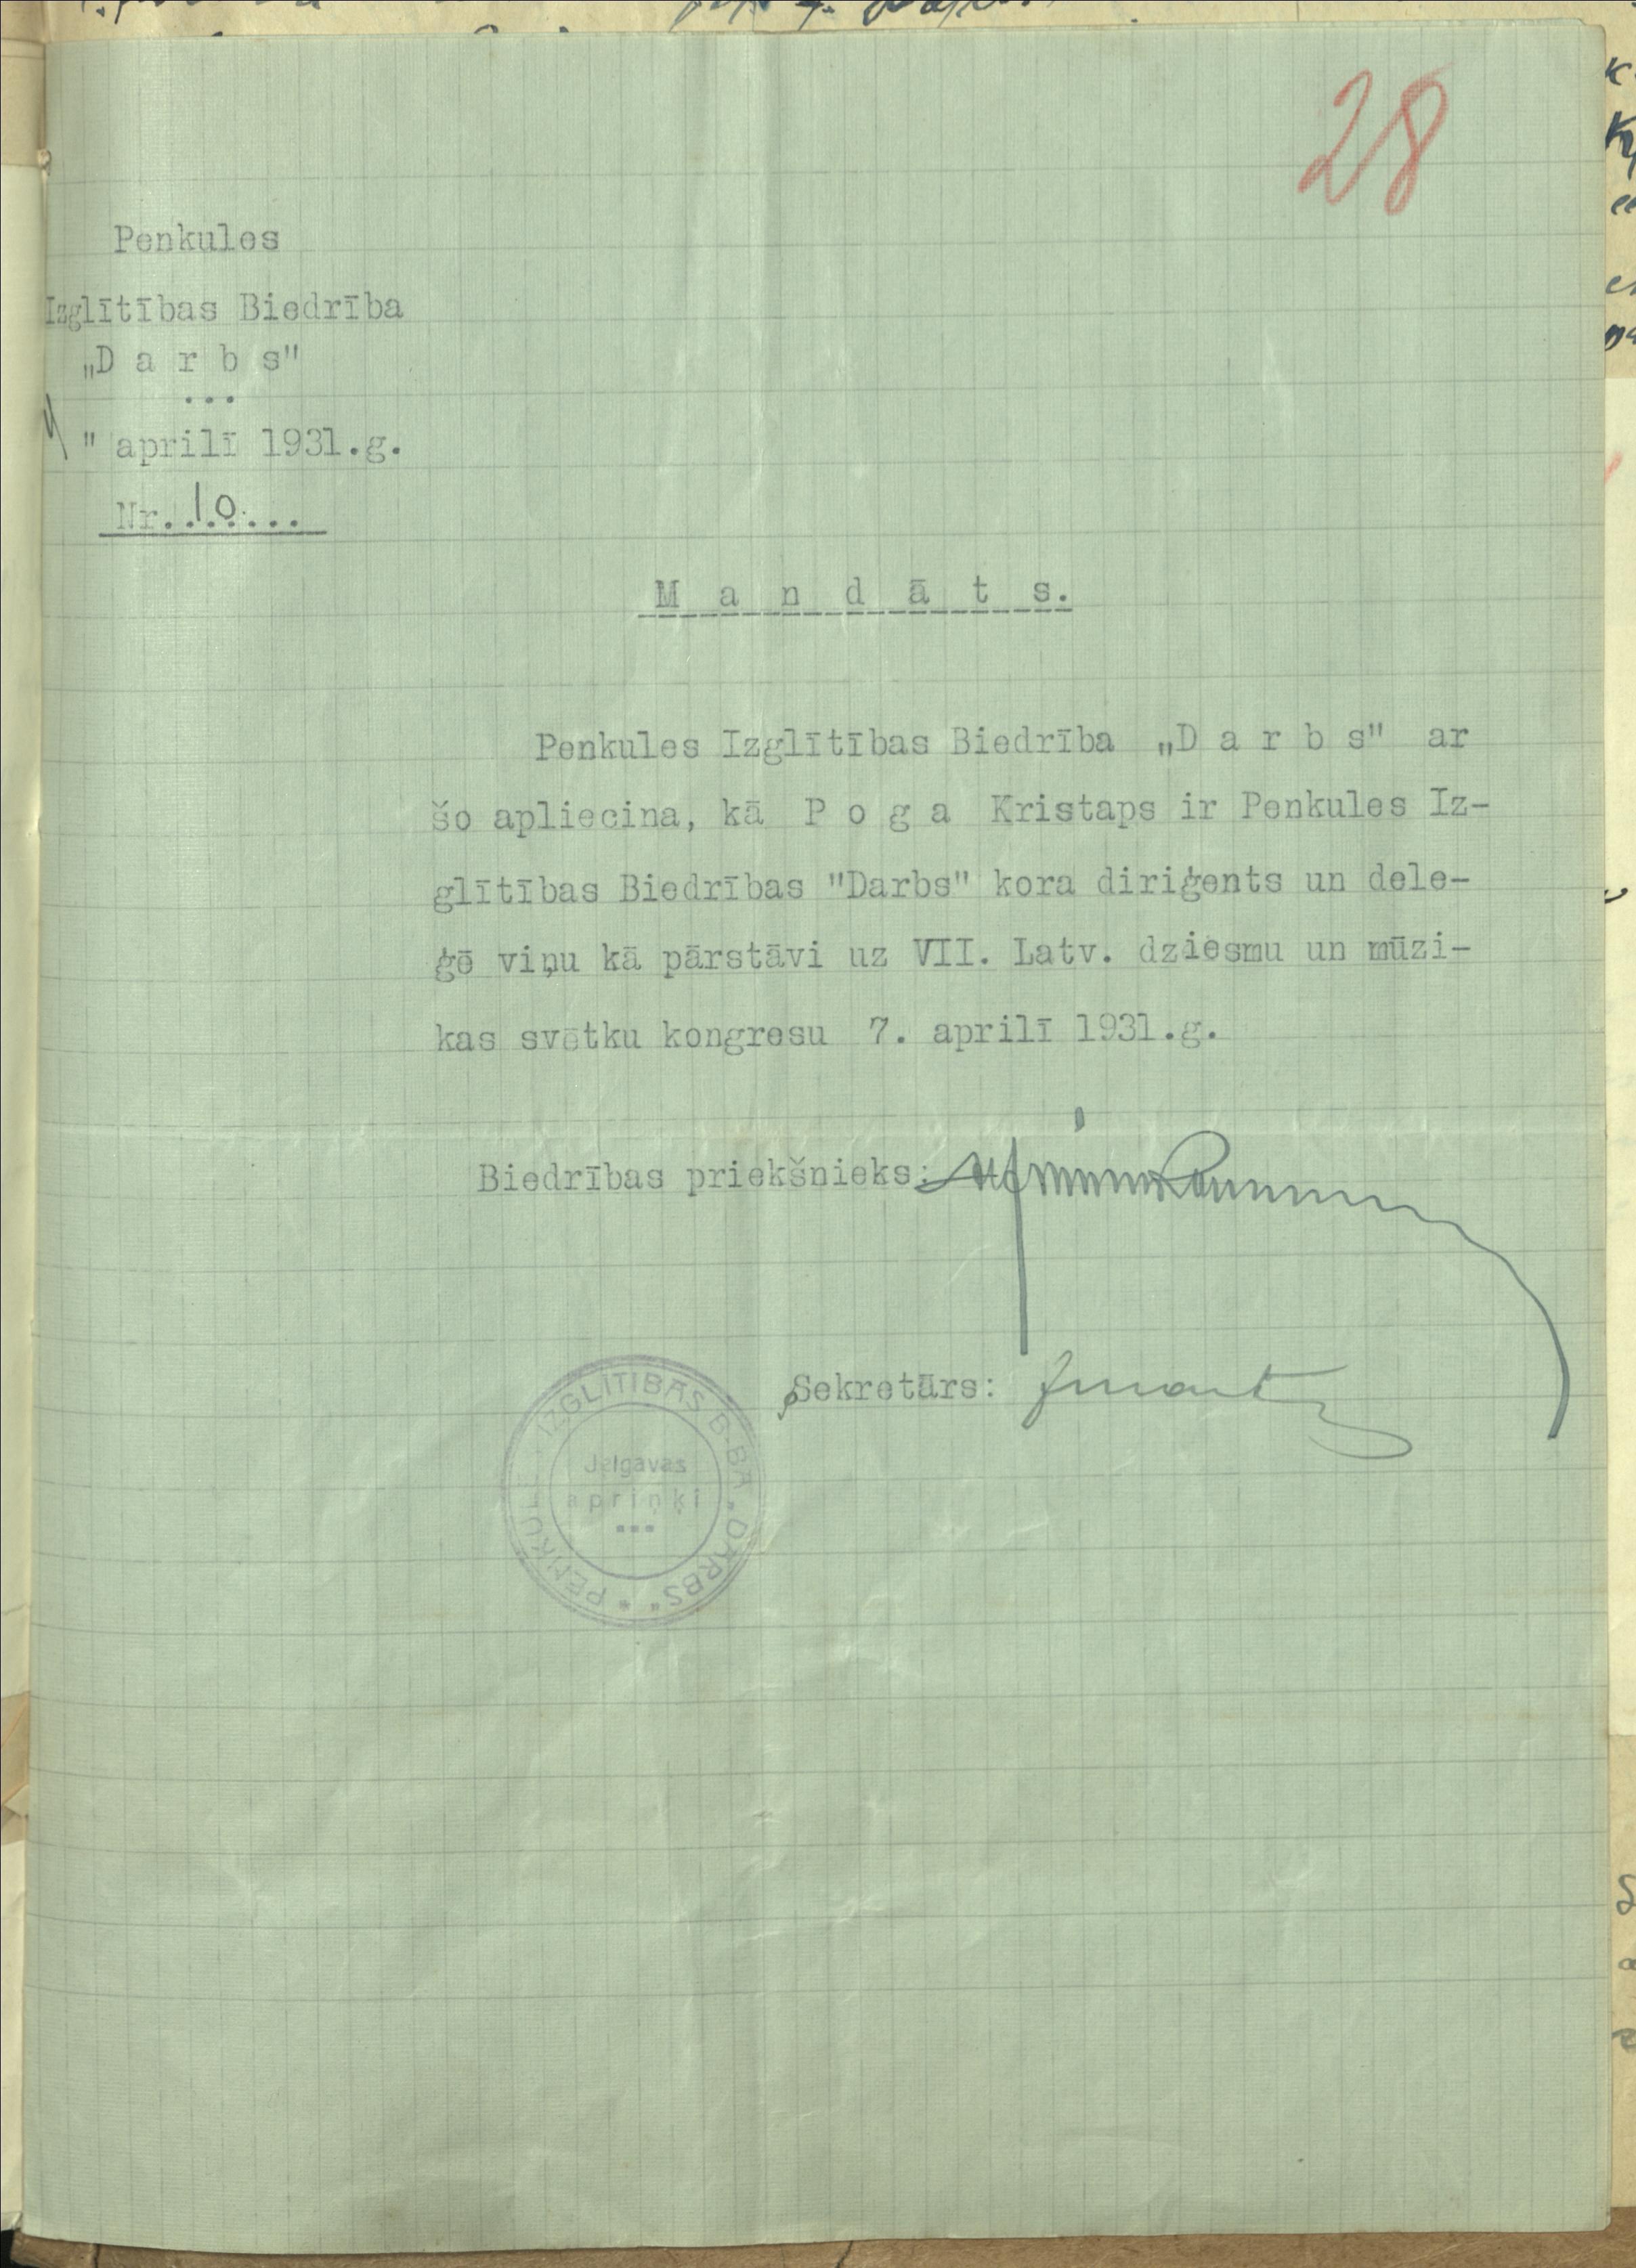 28
Penkules
Izglītības Biedrība
„D a r b s"
...
" aprilī 1931.g.
Nr. 10.
M a n d ā t s.
Penkules Izglītības Biedrība „D a r b s" ar
šo apliecina, kā P o g a Kristaps ir Penkules Iz-
glītības Biedrības "Darbs" kora diriģents un dele-
ģē viņu kā pārstāvi uz VII. Latv. dziesmu un mūzi-
kas svētku kongresu 7. aprilī 1931.g.
Biedrības priekšnieks:
Sekretārs:
PENKULE IZGLĪTĪBAS B-BA „DARBS" *
Jelgavas
apriņķī